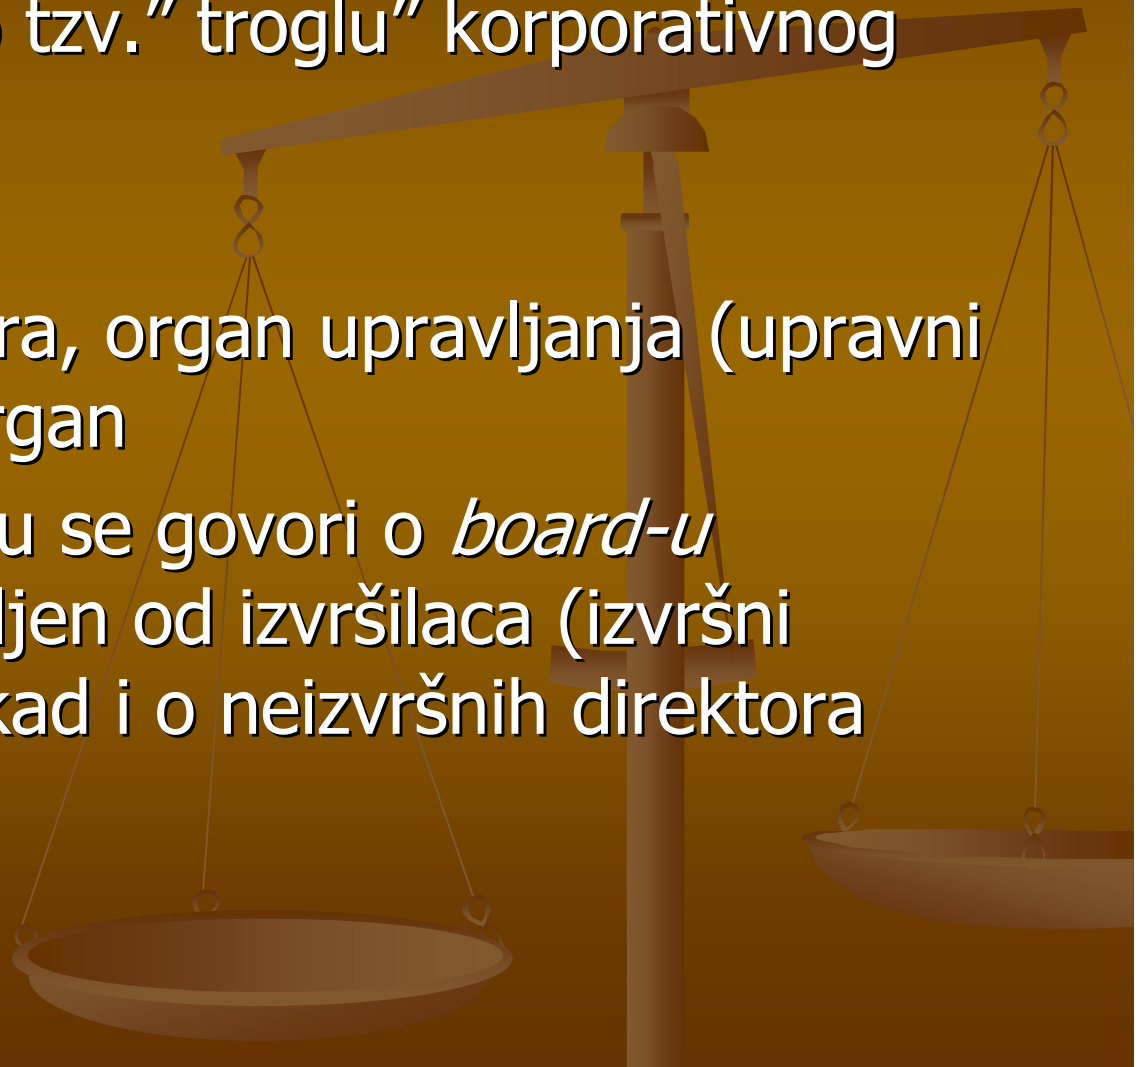 tzv.” troglu” korporativnog
ra, organ upravljanja (upravni
rgan
u se govori o board-u
ljen od izvršilaca (izvršni
kad i o neizvršnih direktora